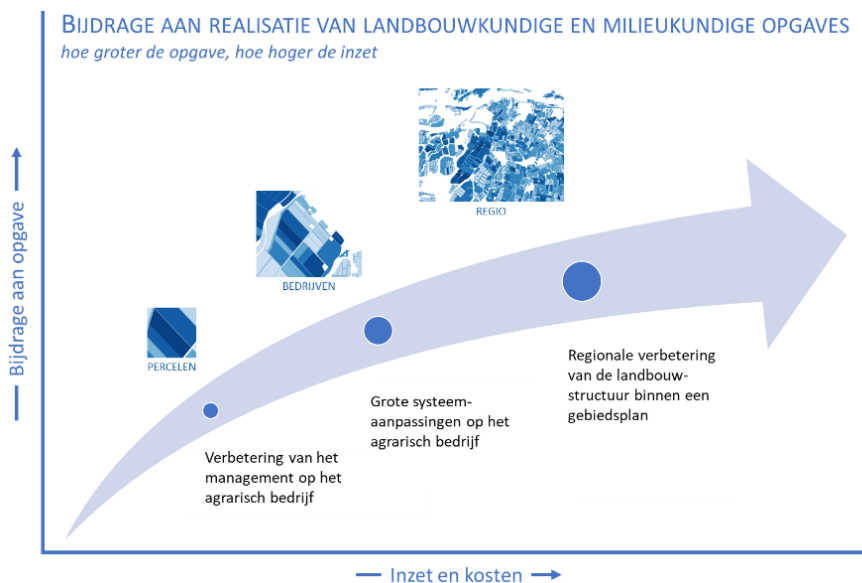 BIJDRAGE AAN REALISATIE VAN LANDBOUWKUNDIGE EN MILIEUKUNDIGE OPGAVES
hoe groter de opgave, hoe hoger de inzet
Bijdrage aan opgave
REGIO
BEDRIJVEN
PERCELEN
Verbetering van het
management op het
agrarisch bedrijf
Grote systeem-
aanpassingen op het
agrarisch bedrijf
Regionale verbetering
van de landbouw-
structuur binnen een
gebiedsplan
Inzet en kosten